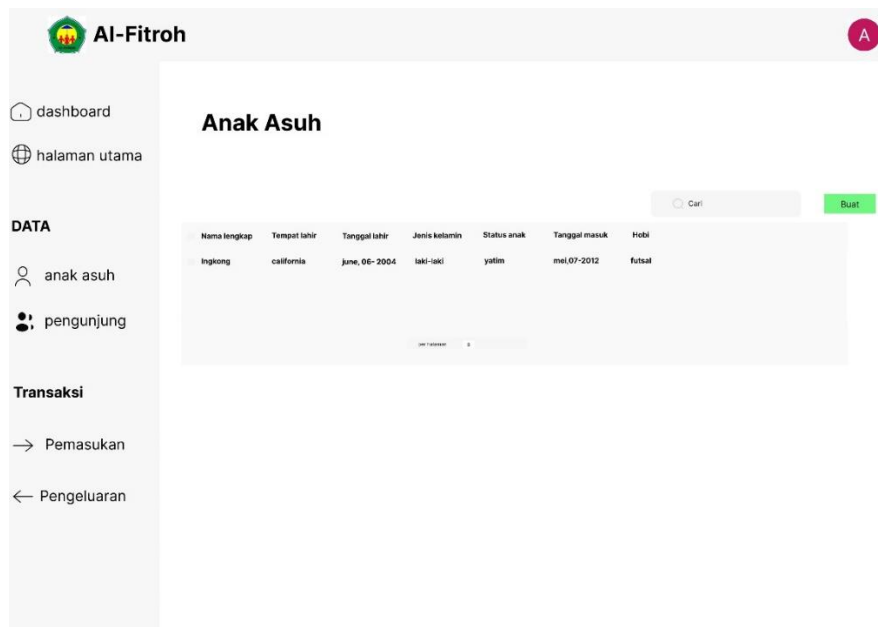 Al-Fitroh
A
dashboard
halaman utama
DATA
anak asuh
pengunjung
Transaksi
Pemasukan
Pengeluaran
Anak Asuh
Cari
Buat
Nama lengkap Tempat lahir Tanggal lahir Jenis kelamin Status anak Tanggal masuk Hobi
Ingkong california june, 06- 2004 laki-laki yatim mei,07-2012 futsal